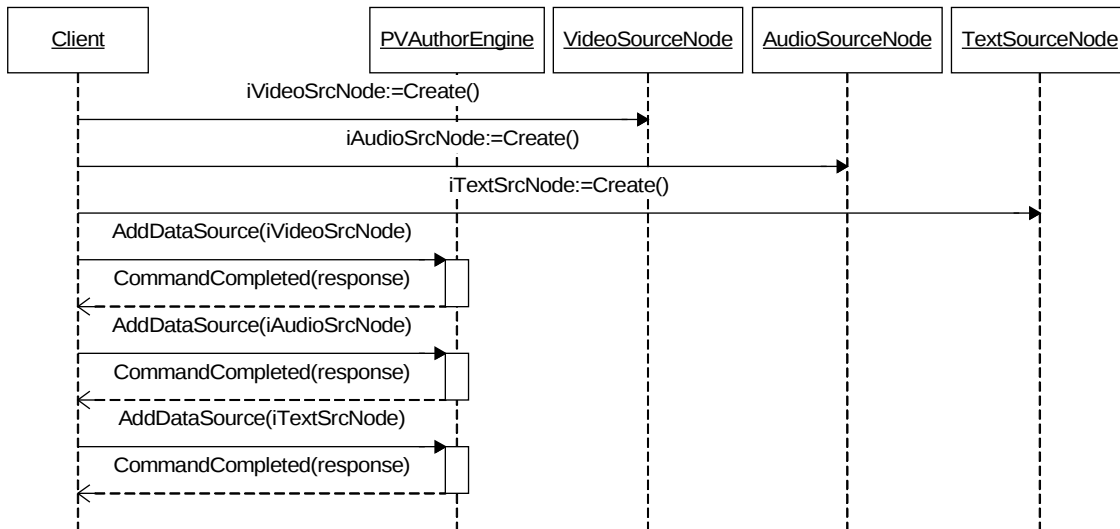 Client
PVAuthorEngine
VideoSourceNode
AudioSourceNode
TextSourceNode
iVideoSrcNode:=Create()
iAudioSrcNode:=Create()
iTextSrcNode:=Create()
AddDataSource(iVideoSrcNode)
CommandCompleted(response)
AddDataSource(iAudioSrcNode)
CommandCompleted(response)
AddDataSource(iTextSrcNode)
CommandCompleted(response)